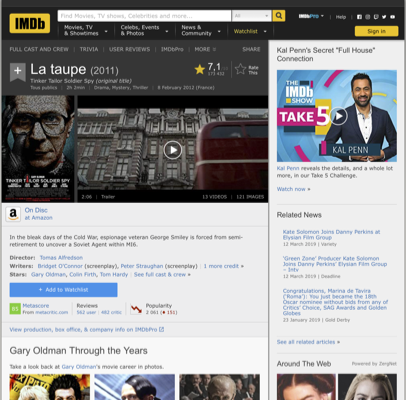 IMDb
Find Movies, TV shows, Celebrities and more...
All
Movies, TV & Showtimes
Celebs, Events & Photos
News & Community
Watchlist
IMDbPro
Help
Sign in
FULL CAST AND CREW | TRIVIA | USER REVIEWS | IMDbPro | MORE
SHARE
La taupe (2011)
Tinker Tailor Soldier Spy (original title)
Tous publics | 2h 2min | Drama, Mystery, Thriller | 8 February 2012 (France)
7,1
Rate This
TINKER TAILOR SOLDIER SPY
2:06 | Trailer
13 VIDEOS | 121 IMAGES
On Disc
at Amazon
In the bleak days of the Cold War, espionage veteran George Smiley is forced from semi-
retirement to uncover a Soviet Agent within MI6.
Director: Tomas Alfredson
Writers: Bridget O'Connor (screenplay), Peter Straughan (screenplay) | 1 more credit »
Stars: Gary Oldman, Colin Firth, Tom Hardy | See full cast & crew »
+ Add to Watchlist
Metascore
From metacritic.com
Reviews
562 user | 492 critic
Popularity
2 061 (151)
View production, box office, & company info on IMDbPro
Gary Oldman Through the Years
Take a look back at Gary Oldman's movie career in photos.
Kal Penn's Secret "Full House"
Connection
THE IMDb SHOW
TAKE 5
KAL PENN
Kal Penn reveals the details, and a whole lot
more, in our Take 5 Challenge.
Watch now »
Related News
Kate Solomon Joins Danny Perkins'
Elysian Film Group
12 March 2019 | Variety
'Green Zone' Producer Kate Solomon
Joins Danny Perkins' Elysian Film Group
– Intv
12 March 2019 | Deadline
Congratulations, Marina de Tavira
('Roma'): You just became the 18th
Oscar nominee without bids from any of
Critics' Choice, SAG Awards and Golden
Globes
23 January 2019 | Gold Derby
See all related articles »
Around The Web
Powered by ZergNet